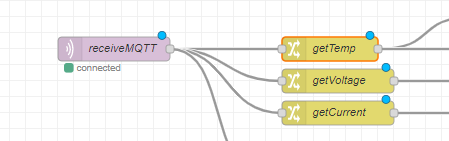 receiveMQTT
connected
getTemp
getVoltage
getCurrent